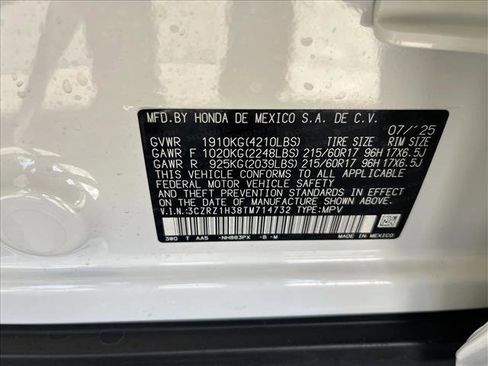 MFD.BY HONDA DE MEXICO S.A. DE C.V.
07/'25
GVWR 1910KG(4210LBS) TIRE SIZE RIM SIZE
GAWR F 1020KG(2248LBS) 215/60R17 96H 17X6.5J
GAWR R 925KG(2039LBS) 215/60R17 96H 17X6.5J
THIS VEHICLE CONFORMS TO ALL APPLICABLE
FEDERAL MOTOR VEHICLE SAFETY
AND THEFT PREVENTION STANDARDS IN EFFECT
ON THE DATE OF MANUFACTURE SHOWN ABOVE.
V.I.N.:3CZRZ1H38TM714732 TYPE:MPV
3W0 AAS -NH883PX -B -M
MADE IN MEXICO